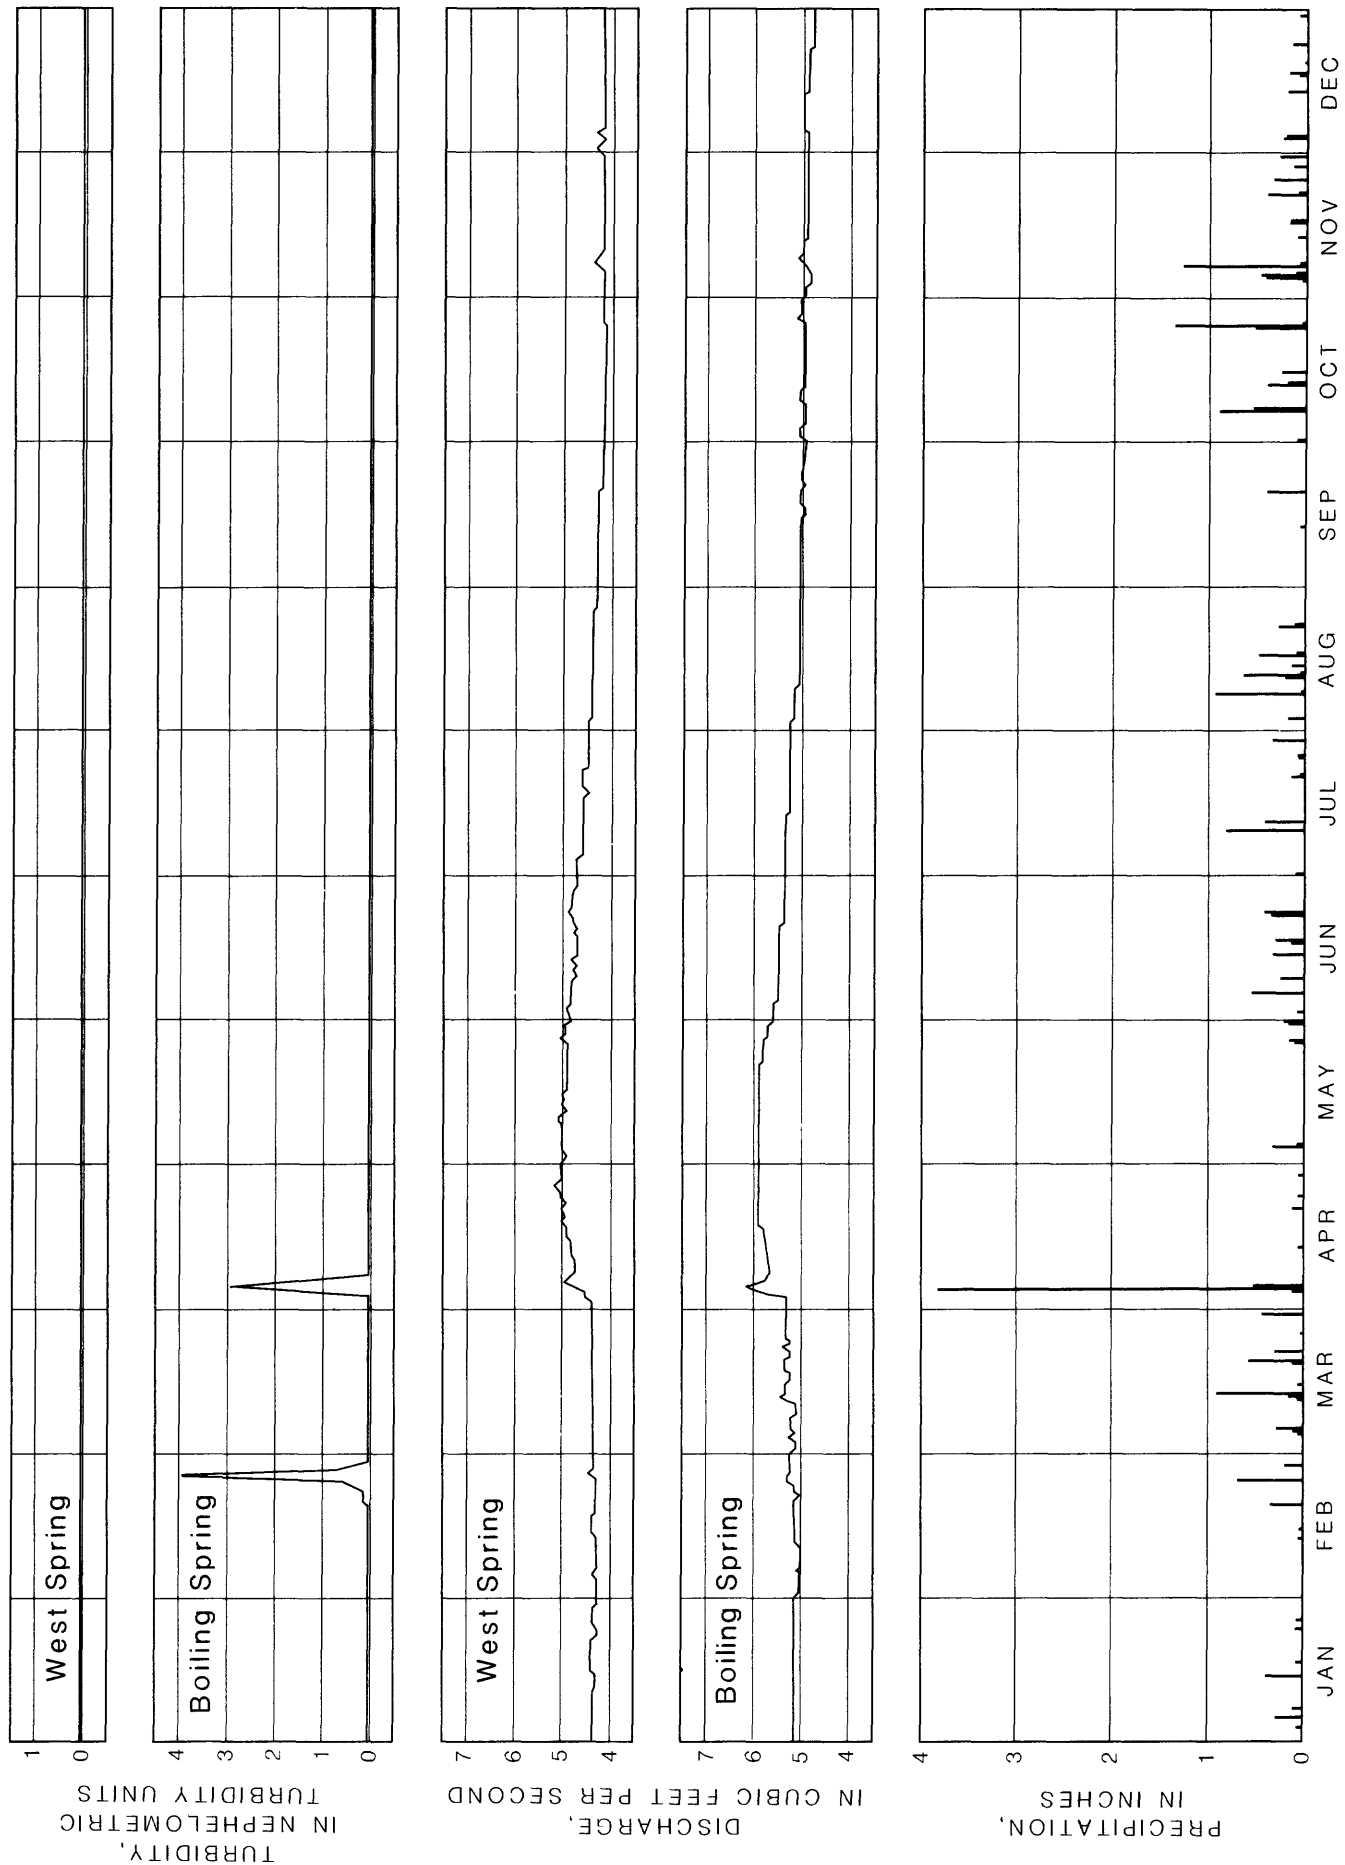 TURBIDITY,
IN NEPHELOMETRIC
TURBIDITY UNITS
1
0
West Spring
4
3
2
1
0
Boiling Spring
DISCHARGE,
IN CUBIC FEET PER SECOND
7
6
5
4
West Spring
7
6
5
4
Boiling Spring
PRECIPITATION,
IN INCHES
4
3
2
1
0
JAN FEB MAR APR MAY JUN JUL AUG SEP OCT NOV DEC